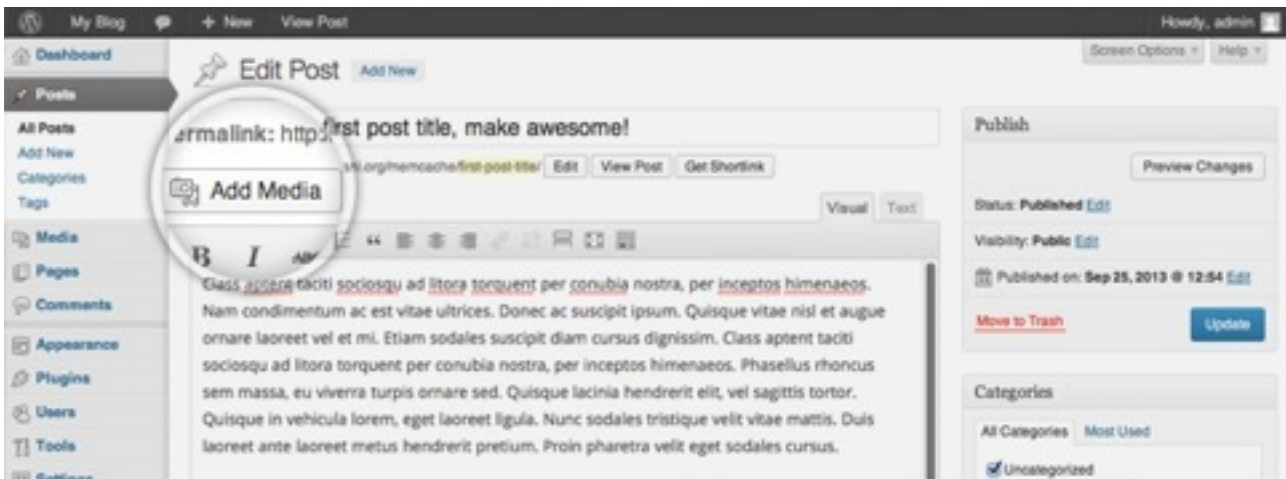 My Blog + New View Post Howdy, admin
Dashboard
Posts
All Posts
Add New
Categories
Tags
Media
Pages
Comments
Appearance
Plugins
Users
Tools
Settings
Screen Options Help
Edit Post Add New
first post title, make awesome!
ermalink: http:
.org/memcache/first-post-title/ Edit View Post Get Shortlink
Add Media
Visual Text
B I ABC
Class aptent taciti sociosqu ad litora torquent per conubia nostra, per inceptos himenaeos.
Nam condimentum ac est vitae ultrices. Donec ac suscipit ipsum. Quisque vitae nisl et augue
ornare laoreet vel et mi. Etiam sodales suscipit diam cursus dignissim. Class aptent taciti
sociosqu ad litora torquent per conubia nostra, per inceptos himenaeos. Phasellus rhoncus
sem massa, eu viverra turpis ornare sed. Quisque lacinia hendrerit elit, vel sagittis tortor.
Quisque in vehicula lorem, eget laoreet ligula. Nunc sodales tristique velit vitae mattis. Duis
laoreet ante laoreet metus hendrerit pretium. Proin pharetra velit eget sodales cursus.
Publish
Preview Changes
Status: Published Edit
Visibility: Public Edit
Published on: Sep 25, 2013 @ 12:54 Edit
Move to Trash Update
Categories
All Categories Most Used
Uncategorized